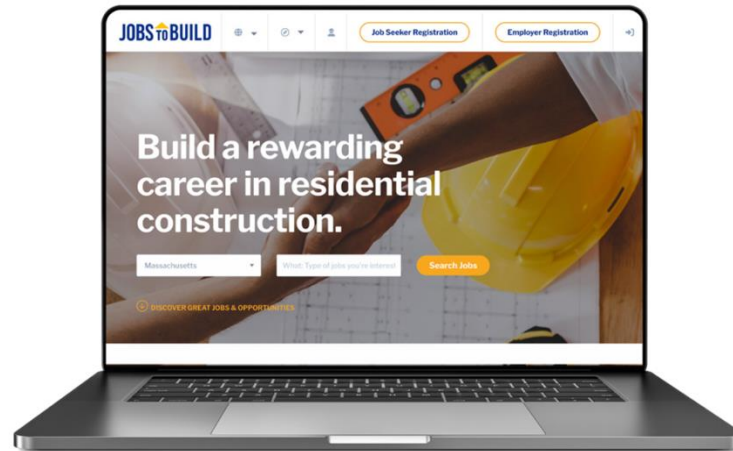 JOBS TO BUILD
Job Seeker Registration
Employer Registration
Build a rewarding
career in residential
construction.
Massachusetts
What: Type of jobs you're interest
Search Jobs
DISCOVER GREAT JOBS & OPPORTUNITIES